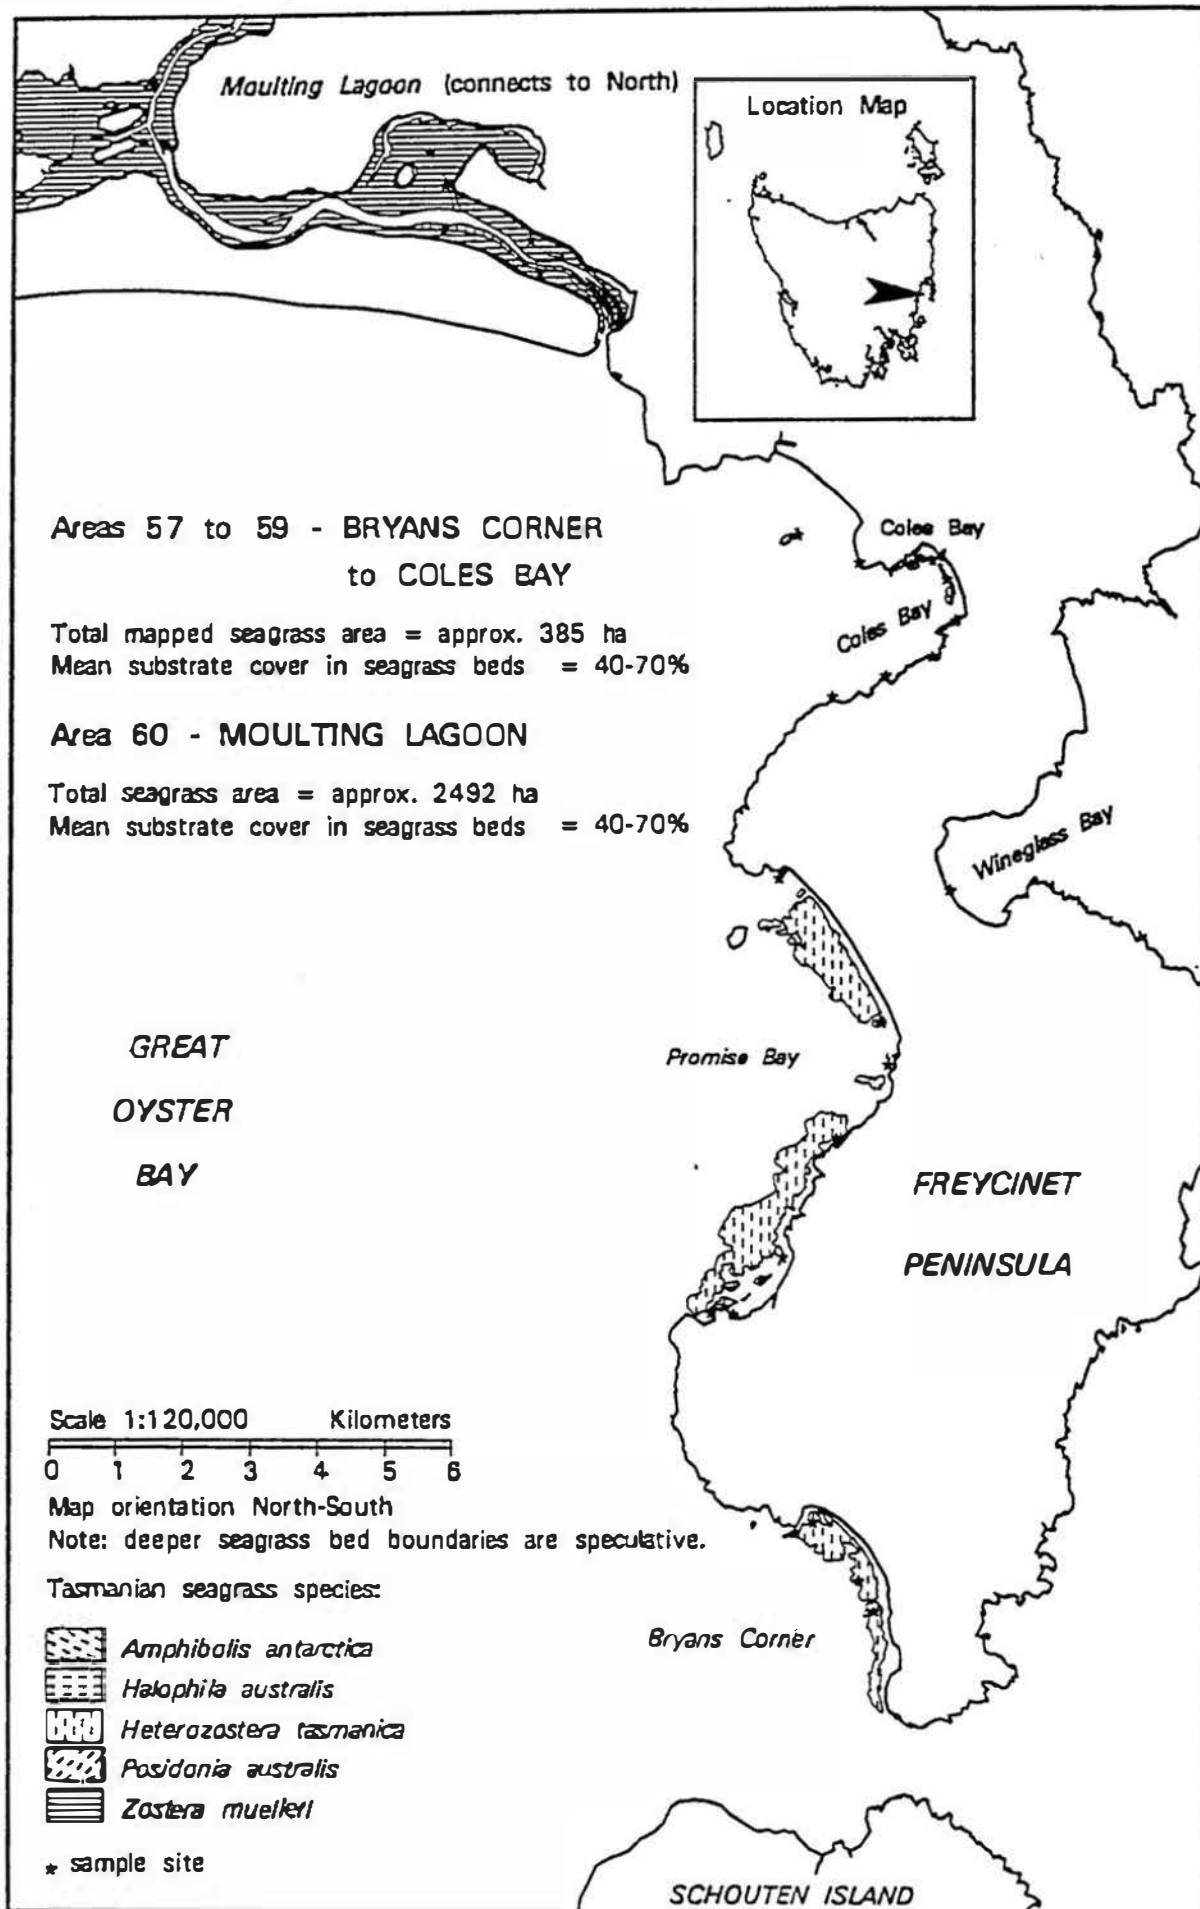 Moulting Lagoon (connects to North)
Location Map
Areas 57 to 59 - BRYANS CORNER
to COLES BAY
Total mapped seagrass area = approx. 385 ha
Mean substrate cover in seagrass beds = 40-70%
Area 60 - MOULTING LAGOON
Total seagrass area = approx. 2492 ha
Mean substrate cover in seagrass beds = 40-70%
Coles Bay
Coles Bay
Wineglass Bay
GREAT
OYSTER
BAY
Promise Bay
FREYCINET
PENINSULA
Scale 1:120,000 Kilometers
0 1 2 3 4 5 6
Map orientation North-South
Note: deeper seagrass bed boundaries are speculative.
Tasmanian seagrass species:
Amphibolis antarctica
Halophila australis
Heterozostera tasmanica
Posidonia australis
Zostera muelleri
* sample site
Bryans Corner
SCHOUTEN ISLAND